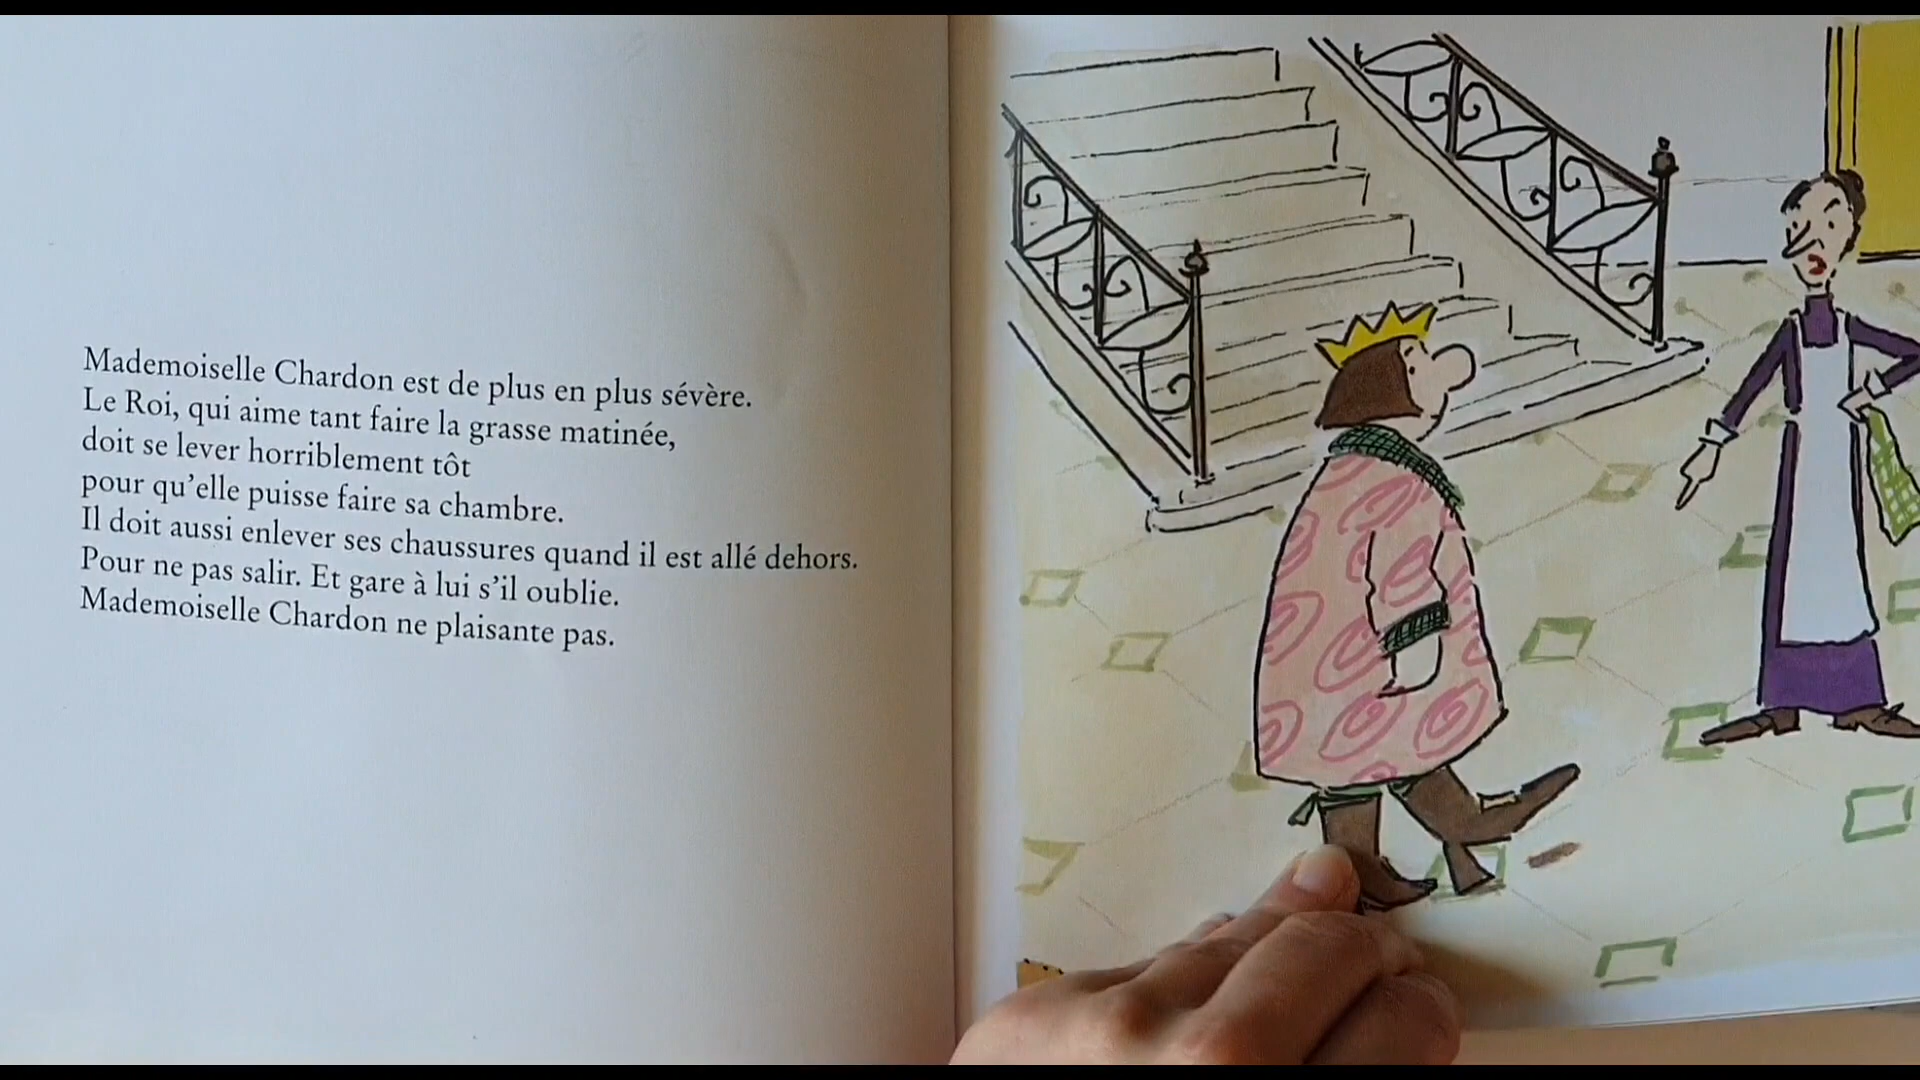 Mademoiselle Chardon est de plus en plus sévère.
Le Roi, qui aime tant faire la grasse matinée,
doit se lever horriblement tôt
pour qu'elle puisse faire sa chambre.
Il doit aussi enlever ses chaussures quand il est allé dehors.
Pour ne pas salir. Et gare à lui s'il oublie.
Mademoiselle Chardon ne plaisante pas.